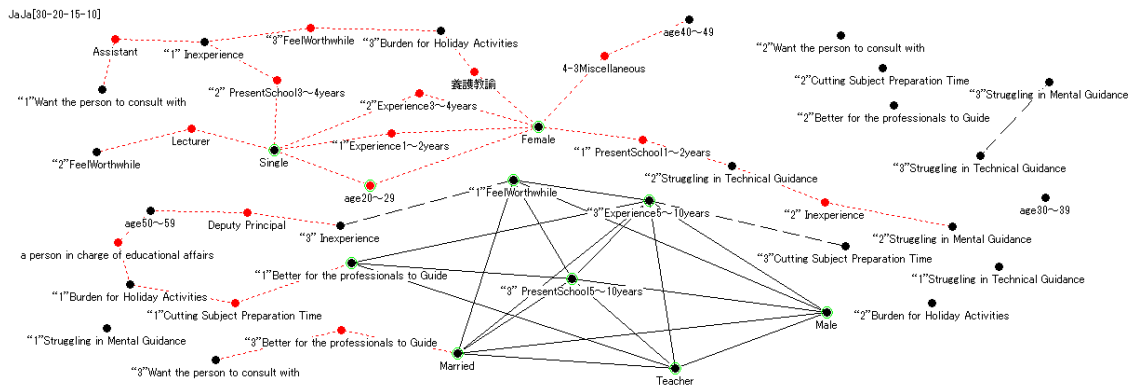 JaJa[30-20-15-10]
age40～49
Assistant
“1” Inexperience
“3”FeelWorthwhile
“3”Burden for Holiday Activities
“2”Want the person to consult with
4-3Miscellaneous
“2”Cutting Subject Preparation Time
“1”Want the person to consult with
“2” PresentSchool3～4years
“3”Struggling in Mental Guidance
“2”Experience3～4years
“2”Better for the professionals to Guide
Lecturer
Single
“1”Experience1～2years
Female
“1” PresentSchool1～2years
“2”FeelWorthwhile
“3”Struggling in Technical Guidance
“2”Struggling in Technical Guidance
age20～29
“1”FeelWorthwhile
age30～39
age50～59
Deputy Principal
“3” Inexperience
“3”Experience5～10years
“2” Inexperience
“2”Struggling in Mental Guidance
a person in charge of educational affairs
“3”Cutting Subject Preparation Time
“1”Better for the professionals to Guide
“1”Struggling in Technical Guidance
“1”Burden for Holiday Activities
“3” PresentSchool5～10years
“1”Cutting Subject Preparation Time
Male
“2”Burden for Holiday Activities
“1”Struggling in Mental Guidance
“3”Better for the professionals to Guide
Married
“3”Want the person to consult with
Teacher